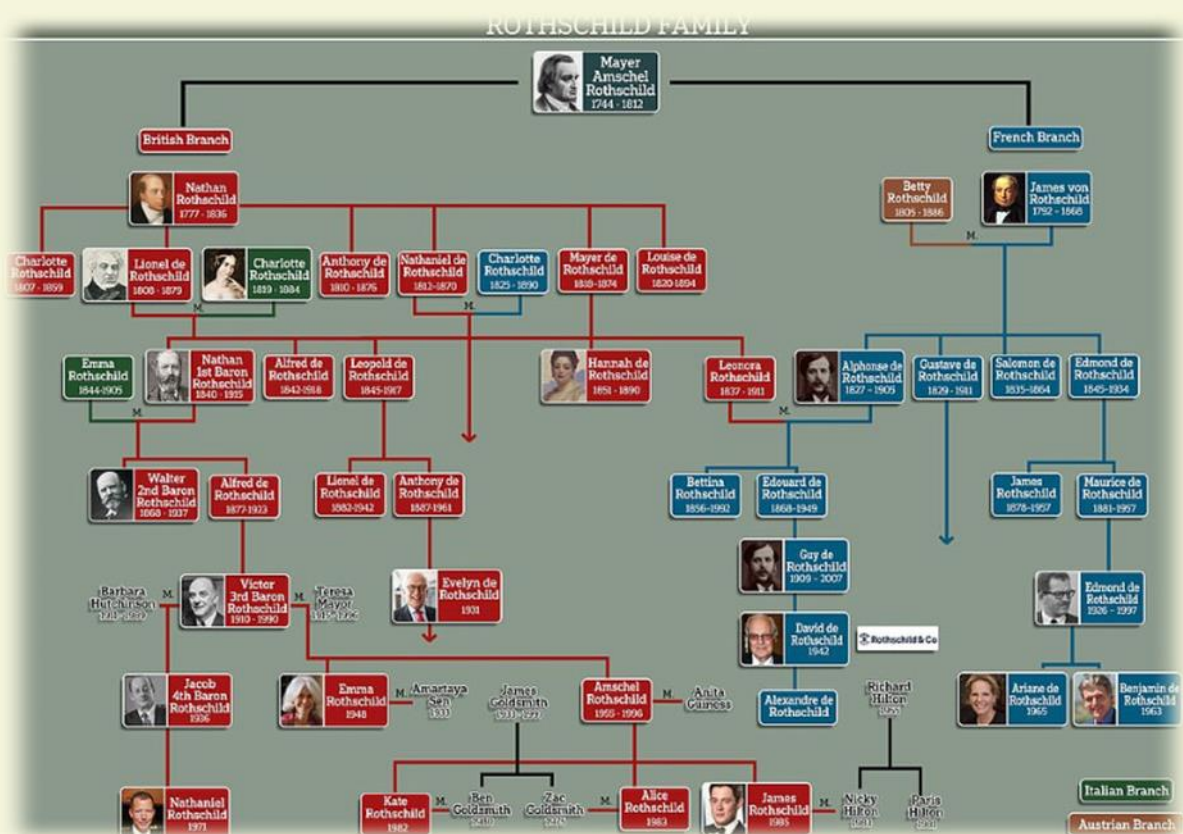 ROTHSCHILD FAMILY
Mayer
Amschel
Rothschild
1744 - 1812
British Branch
French Branch
Nathan
Rothschild
1777 - 1836
Betty
Rothschild
1805 - 1886
James von
Rothschild
1792 - 1868
M.
Charlotte
Rothschild
1807 - 1859
Lionel de
Rothschild
1808 - 1879
Charlotte
Rothschild
1819 - 1884
Anthony de
Rothschild
1810 - 1876
Nathaniel de
Rothschild
1812-1870
Charlotte
Rothschild
1825 - 1890
Mayer de
Rothschild
1818-1874
Louise de
Rothschild
1820-1894
M.
M.
Emma
Rothschild
1844-1905
Nathan
1st Baron
Rothschild
1840 - 1915
Alfred de
Rothschild
1842-1918
Leopold de
Rothschild
1845-1917
Hannah de
Rothschild
1851 - 1890
Leonora
Rothschild
1837 - 1911
Alphonse de
Rothschild
1827 - 1905
Gustave de
Rothschild
1829 - 1911
Salomon de
Rothschild
1835-1864
Edmond de
Rothschild
1845-1934
M.
M.
Walter
2nd Baron
Rothschild
1868 - 1937
Alfred de
Rothschild
1877-1923
Lionel de
Rothschild
1882-1942
Anthony de
Rothschild
1887-1961
Bettina
Rothschild
1856-1992
Edouard de
Rothschild
1868-1949
James
Rothschild
1878-1957
Maurice de
Rothschild
1881-1957
Guy de
Rothschild
1909 - 2007
Barbara
Hutchinson
M.
Victor
3rd Baron
Rothschild
1910 - 1990
M.
Teresa
Mayor
Evelyn de
Rothschild
1931
Edmond de
Rothschild
1926 - 1997
David de
Rothschild
1942
Rothschild & Co
Jacob
4th Baron
Rothschild
1936
Emma
Rothschild
1948
M.
Amartaya
Sen
1933
James
Goldsmith
Amschel
Rothschild
1955 - 1996
M.
Anita
Guiness
Alexandre de
Rothschild
Richard
Hilton
Ariane de
Rothschild
1965
Benjamin de
Rothschild
1963
Nathaniel
Rothschild
1971
Kate
Rothschild
1982
M.
Ben
Goldsmith
Zac
Goldsmith
M.
Alice
Rothschild
1983
James
Rothschild
1985
M.
Nicky
Hilton
Paris
Hilton
Italian Branch
Austrian Branch